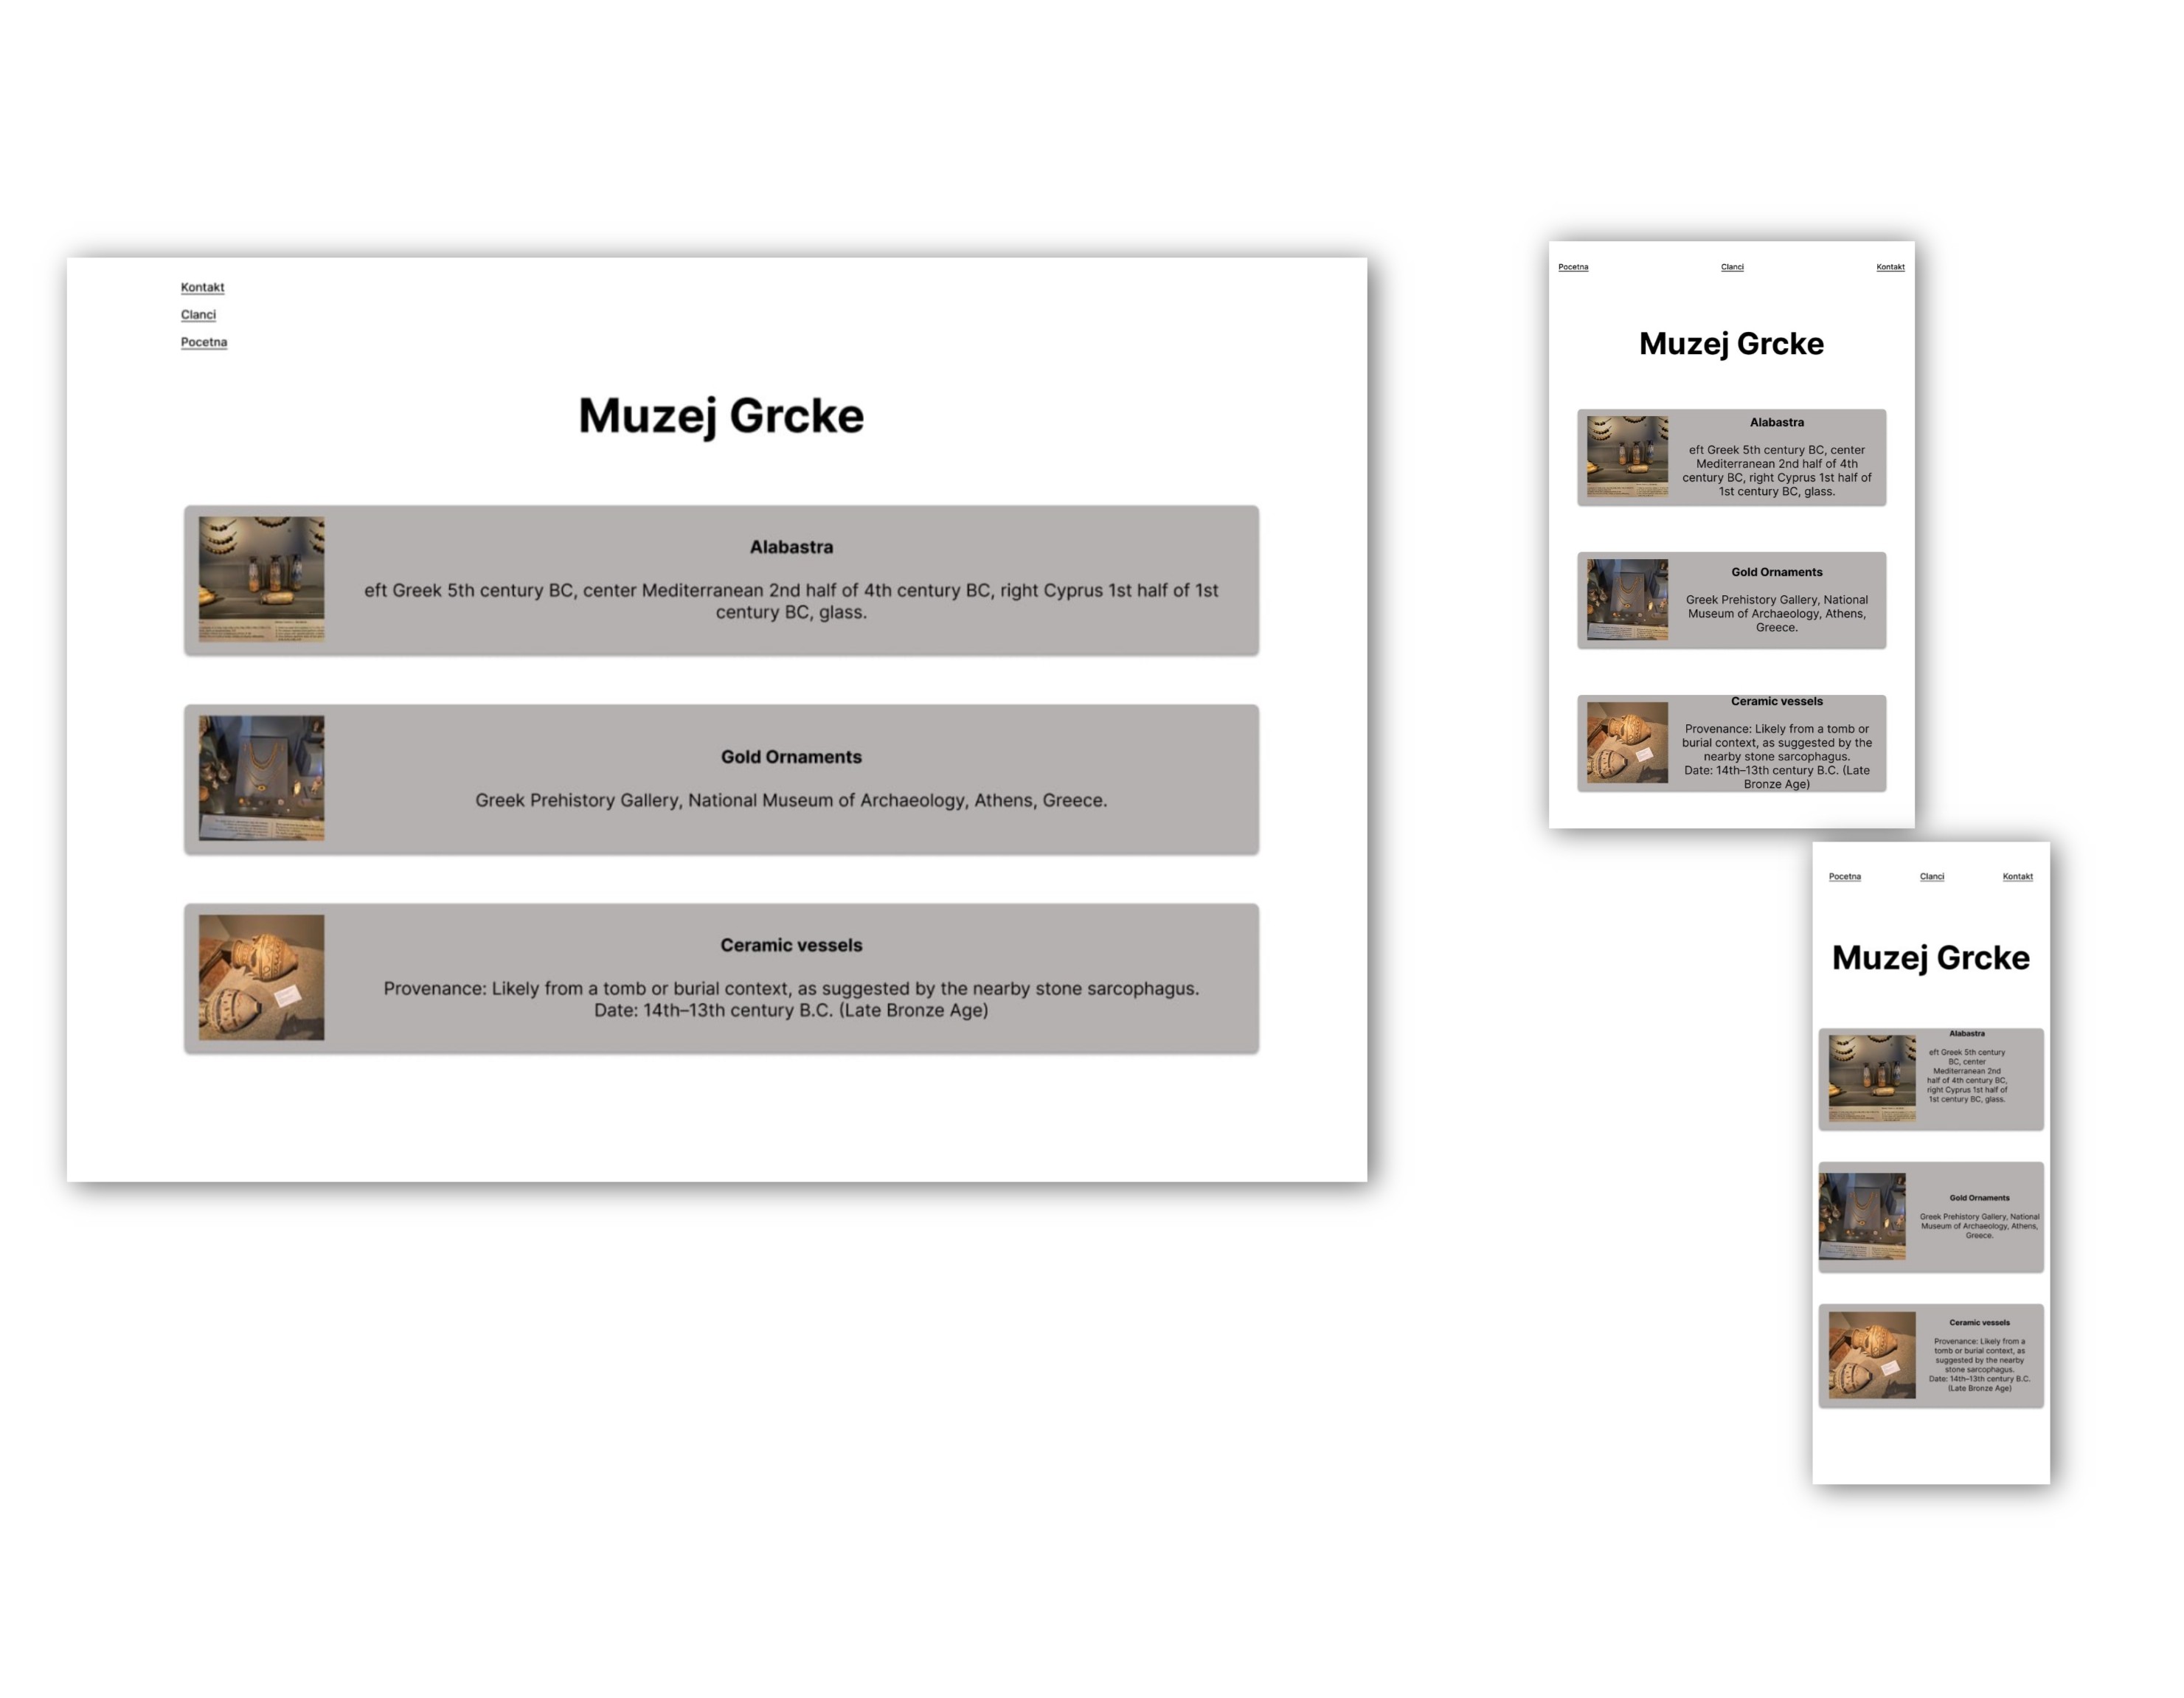 Kontakt
Clanci
Pocetna
Muzej Grcke
Alabastra
eft Greek 5th century BC, center Mediterranean 2nd half of 4th century BC, right Cyprus 1st half of 1st
century BC, glass.
Gold Ornaments
Greek Prehistory Gallery, National Museum of Archaeology, Athens, Greece.
Ceramic vessels
Provenance: Likely from a tomb or burial context, as suggested by the nearby stone sarcophagus.
Date: 14th–13th century B.C. (Late Bronze Age)
Pocetna Clanci Kontakt
Muzej Grcke
Alabastra
eft Greek 5th century BC, center
Mediterranean 2nd half of 4th
century BC, right Cyprus 1st half of
1st century BC, glass.
Gold Ornaments
Greek Prehistory Gallery, National
Museum of Archaeology, Athens,
Greece.
Ceramic vessels
Provenance: Likely from a tomb or
burial context, as suggested by the
nearby stone sarcophagus.
Date: 14th–13th century B.C. (Late
Bronze Age)
Pocetna Clanci Kontakt
Muzej Grcke
Alabastra
eft Greek 5th century
BC, center
Mediterranean 2nd
half of 4th century BC,
right Cyprus 1st half of
1st century BC, glass.
Gold Ornaments
Greek Prehistory Gallery, National
Museum of Archaeology, Athens,
Greece.
Ceramic vessels
Provenance: Likely from a
tomb or burial context, as
suggested by the nearby
stone sarcophagus.
Date: 14th–13th century B.C.
(Late Bronze Age)